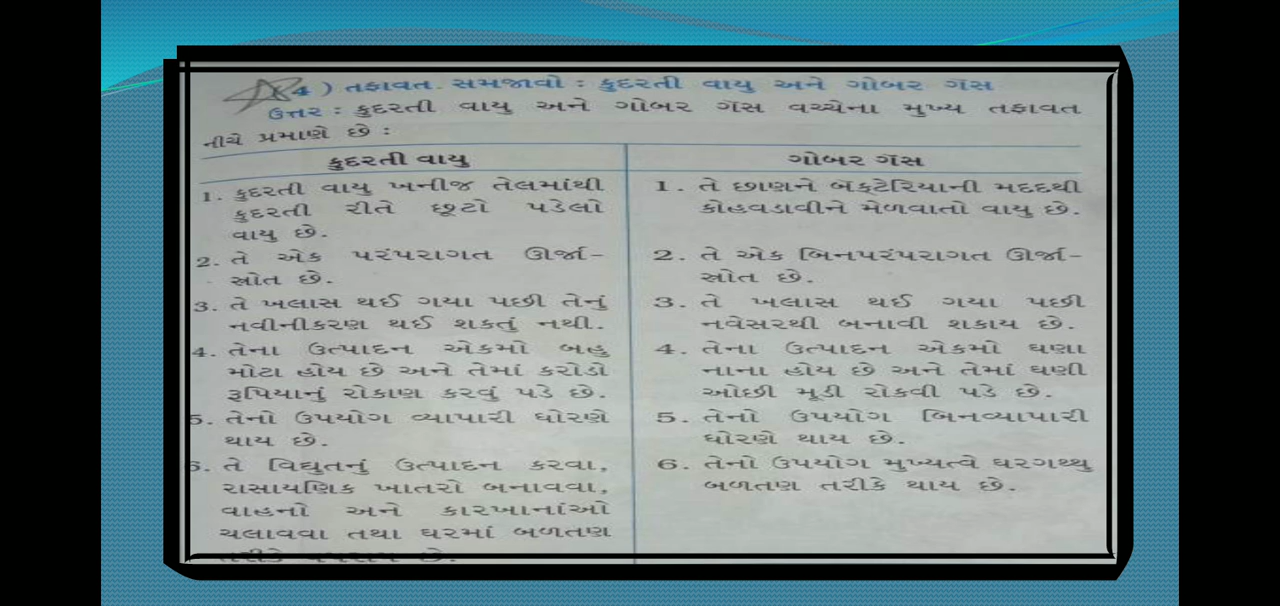 (4) તફાવત સમજાવો : કુદરતી વાયુ અને ગોબર ગૅસ
ઉત્તર : કુદરતી વાયુ અને ગોબર ગૅસ વચ્ચેના મુખ્ય તફાવત
નીચે પ્રમાણે છે :
કુદરતી વાયુ
1. કુદરતી વાયુ ખનીજ તેલમાંથી
કુદરતી રીતે છૂટો પડેલો
વાયુ છે.
2. તે એક પરંપરાગત ઊર્જા-
સ્રોત છે.
3. તે ખલાસ થઈ ગયા પછી તેનું
નવીનીકરણ થઈ શકતું નથી.
4. તેના ઉત્પાદન એકમો બહુ
મોટા હોય છે અને તેમાં કરોડો
રૂપિયાનું રોકાણ કરવું પડે છે.
5. તેનો ઉપયોગ વ્યાપારી ધોરણે
થાય છે.
6. તે વિદ્યુતનું ઉત્પાદન કરવા,
રાસાયણિક ખાતરો બનાવવા,
વાહનો અને કારખાનાંઓ
ચલાવવા તથા ઘરમાં બળતણ
તરીકે વપરાય છે.
ગોબર ગૅસ
1. તે છાણને બૅક્ટેરિયાની મદદથી
કોહવડાવીને મેળવાતો વાયુ છે.
2. તે એક બિનપરંપરાગત ઊર્જા-
સ્રોત છે.
3. તે ખલાસ થઈ ગયા પછી
નવેસરથી બનાવી શકાય છે.
4. તેના ઉત્પાદન એકમો ઘણા
નાના હોય છે અને તેમાં ઘણી
ઓછી મૂડી રોકવી પડે છે.
5. તેનો ઉપયોગ બિનવ્યાપારી
ધોરણે થાય છે.
6. તેનો ઉપયોગ મુખ્યત્વે ઘરગથ્થુ
બળતણ તરીકે થાય છે.